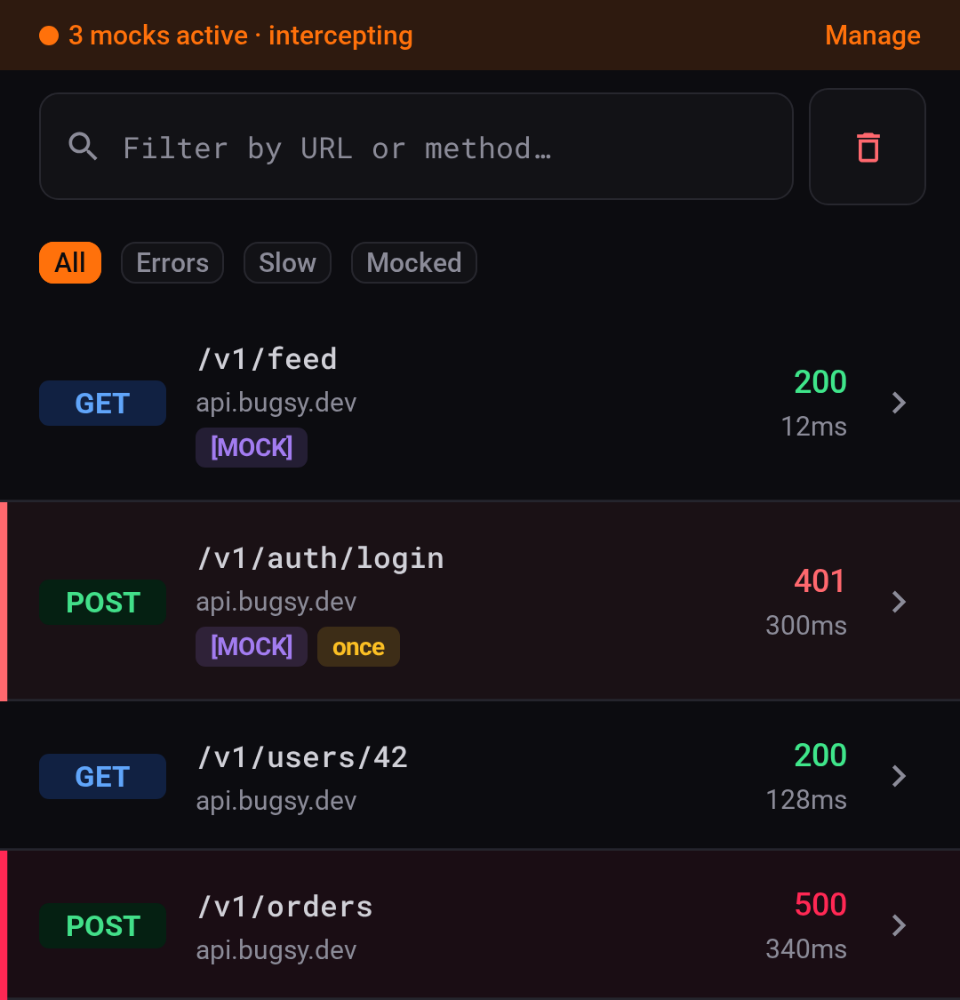 3 mocks active · intercepting
Manage
Filter by URL or method…
All
Errors
Slow
Mocked
GET
/v1/feed
api.bugsy.dev
[MOCK]
200
12ms
POST
/v1/auth/login
api.bugsy.dev
[MOCK]
once
401
300ms
GET
/v1/users/42
api.bugsy.dev
200
128ms
POST
/v1/orders
api.bugsy.dev
500
340ms